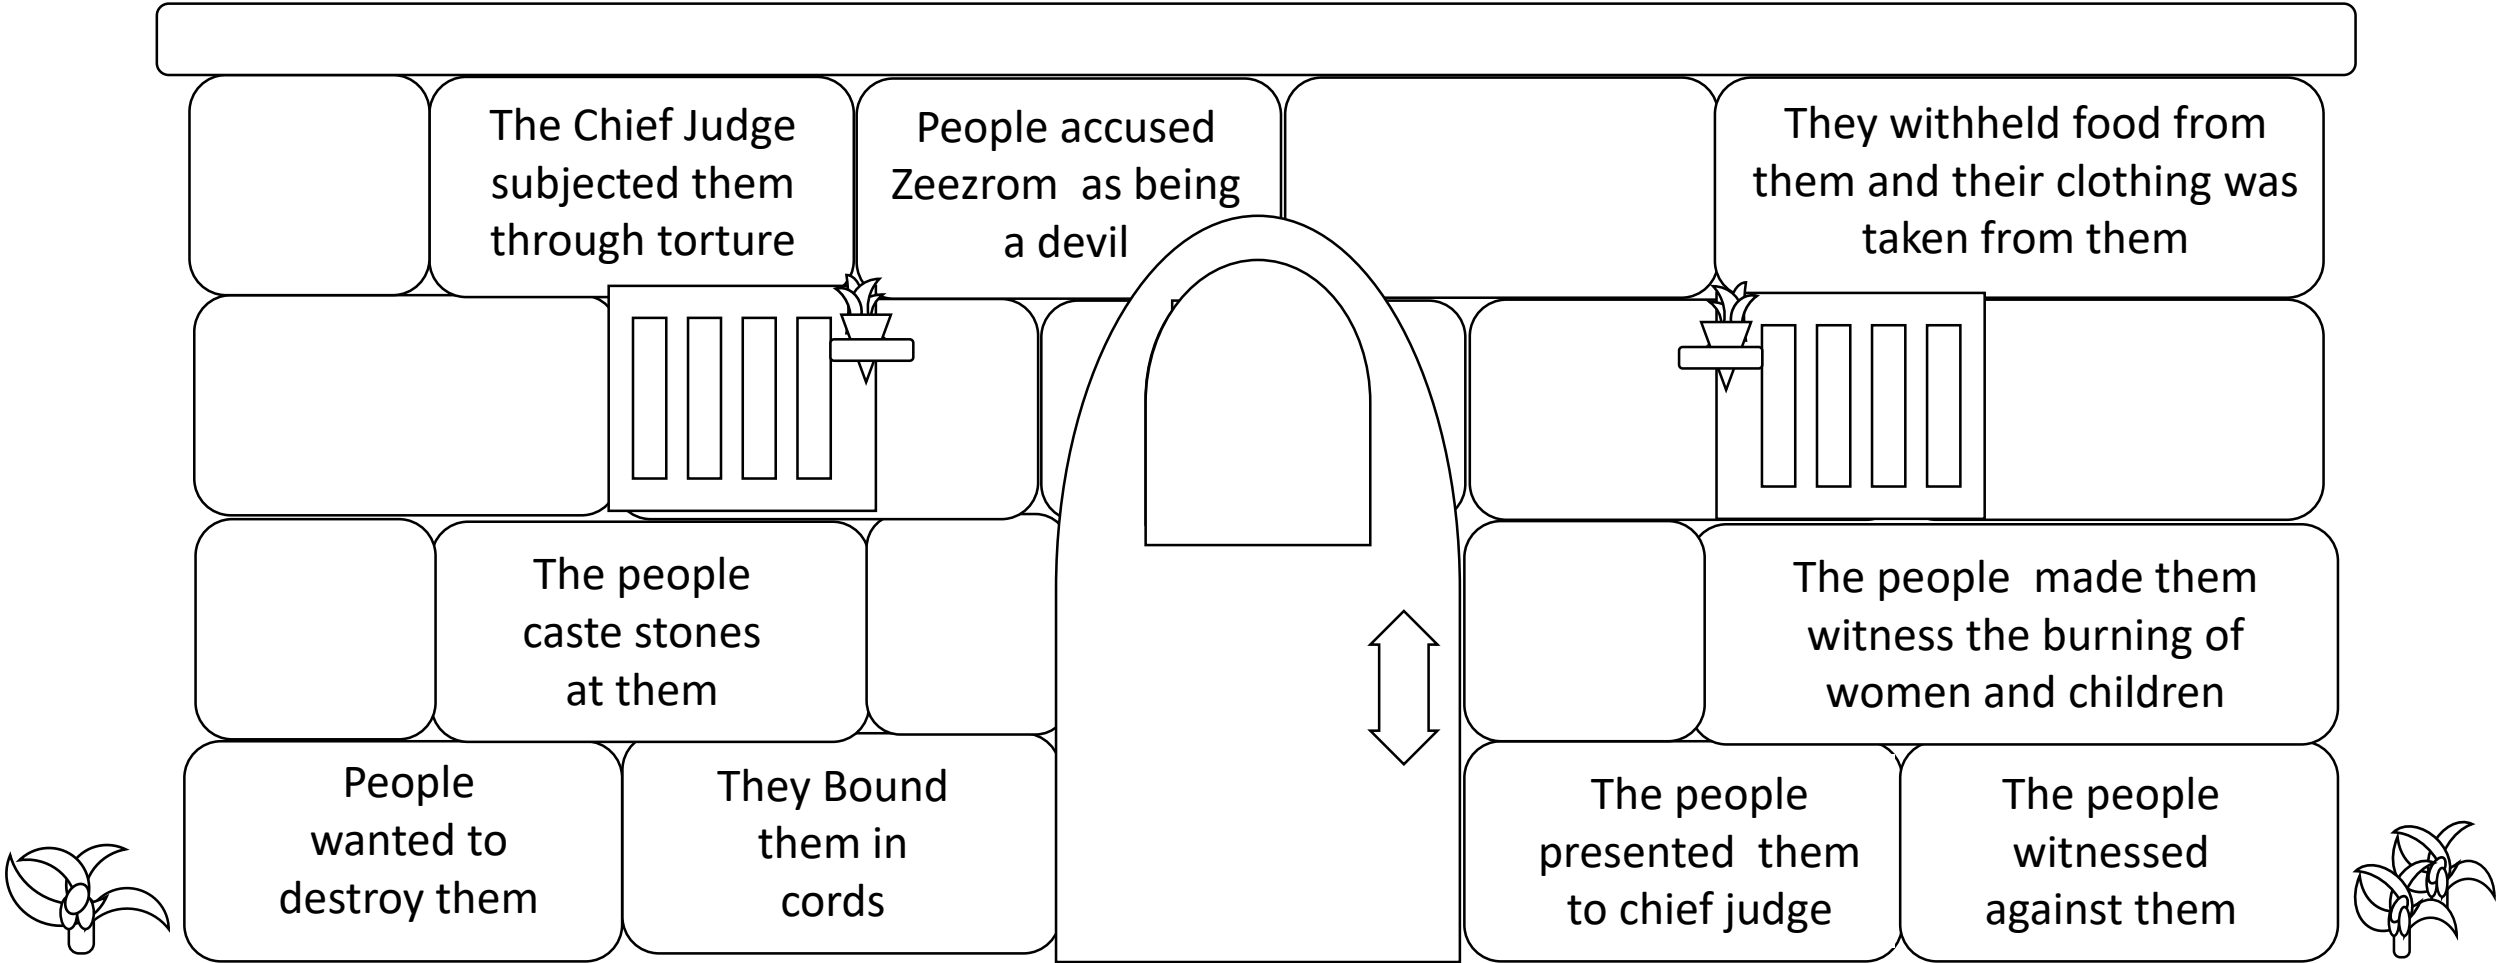 The Chief Judge
subjected them
through torture
People accused
Zeezrom  as being
a devil
They withheld food from
them and their clothing was
taken from them
The people
caste stones
at them
The people  made them
witness the burning of
women and children
People
wanted to
destroy them
They Bound
them in
cords
The people
presented  them
to chief judge
The people
witnessed
against them